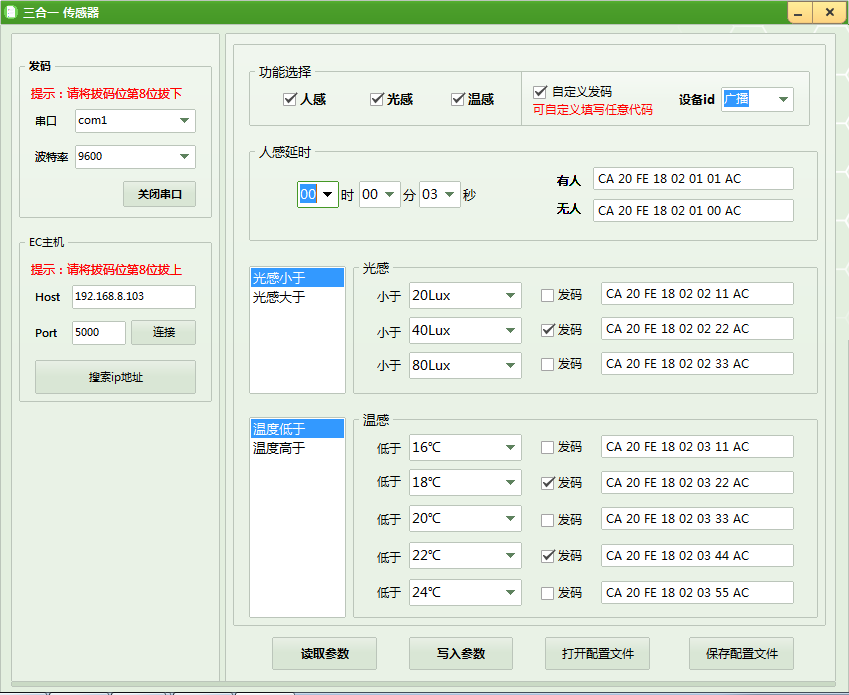 三合一 传感器
发码
提示：请将拨码位第8位拨下
串口 com1
波特率 9600
关闭串口
EC主机
提示：请将拨码位第8位拨上
Host 192.168.8.103
Port 5000 连接
搜索ip地址
功能选择
人感 光感 温感
自定义发码
可自定义填写任意代码
设备id 广播
人感延时
00 时 00 分 03 秒
有人 CA 20 FE 18 02 01 01 AC
无人 CA 20 FE 18 02 01 00 AC
光感小于
光感大于
光感
小于 20Lux 发码 CA 20 FE 18 02 02 11 AC
小于 40Lux 发码 CA 20 FE 18 02 02 22 AC
小于 80Lux 发码 CA 20 FE 18 02 02 33 AC
温度低于
温度高于
温感
低于 16℃ 发码 CA 20 FE 18 02 03 11 AC
低于 18℃ 发码 CA 20 FE 18 02 03 22 AC
低于 20℃ 发码 CA 20 FE 18 02 03 33 AC
低于 22℃ 发码 CA 20 FE 18 02 03 44 AC
低于 24℃ 发码 CA 20 FE 18 02 03 55 AC
读取参数 写入参数 打开配置文件 保存配置文件